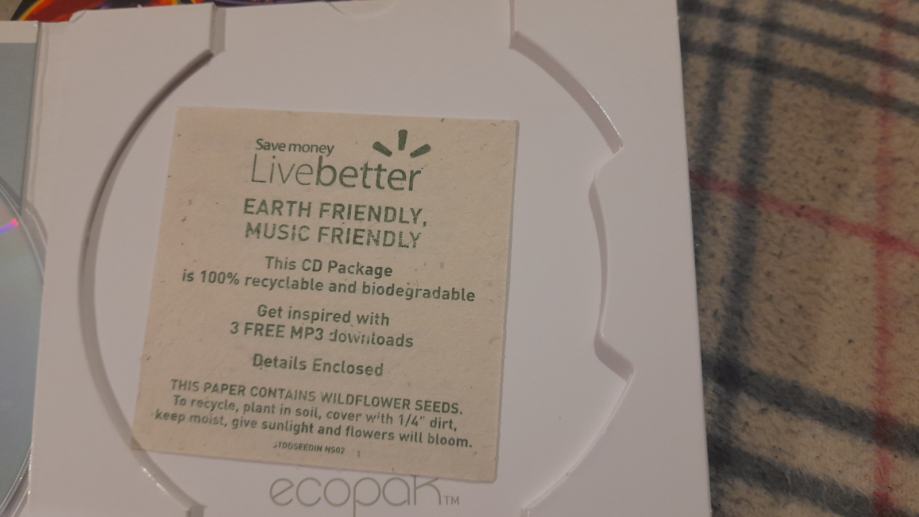 Save money
Livebetter
EARTH FRIENDLY,
MUSIC FRIENDLY
This CD Package
is 100% recyclable and biodegradable
Get inspired with
3 FREE MP3 downloads
Details Enclosed
THIS PAPER CONTAINS WILDFLOWER SEEDS.
To recycle, plant in soil, cover with 1/4" dirt,
keep moist, give sunlight and flowers will bloom.
ecopak™